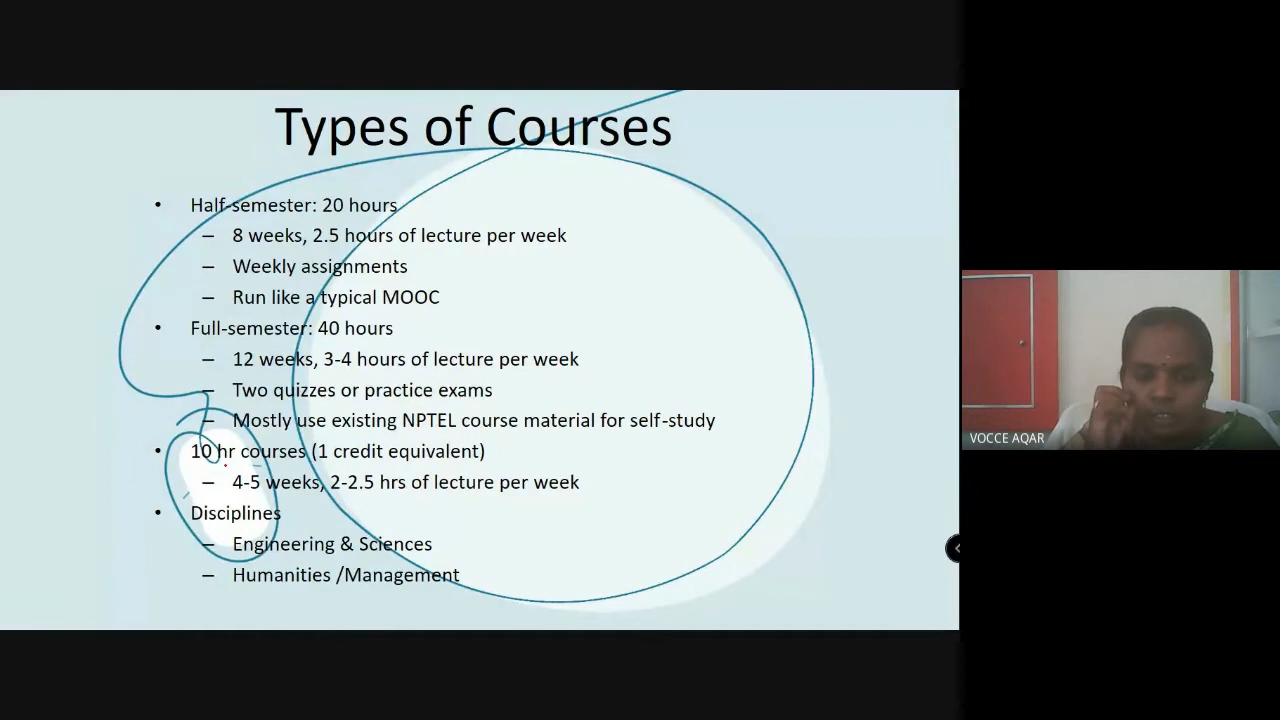 Types of Courses
• Half-semester: 20 hours
– 8 weeks, 2.5 hours of lecture per week
– Weekly assignments
– Run like a typical MOOC
• Full-semester: 40 hours
– 12 weeks, 3-4 hours of lecture per week
– Two quizzes or practice exams
– Mostly use existing NPTEL course material for self-study
• 10 hr courses (1 credit equivalent)
– 4-5 weeks, 2-2.5 hrs of lecture per week
• Disciplines
– Engineering & Sciences
– Humanities /Management
VOCCE AQAR